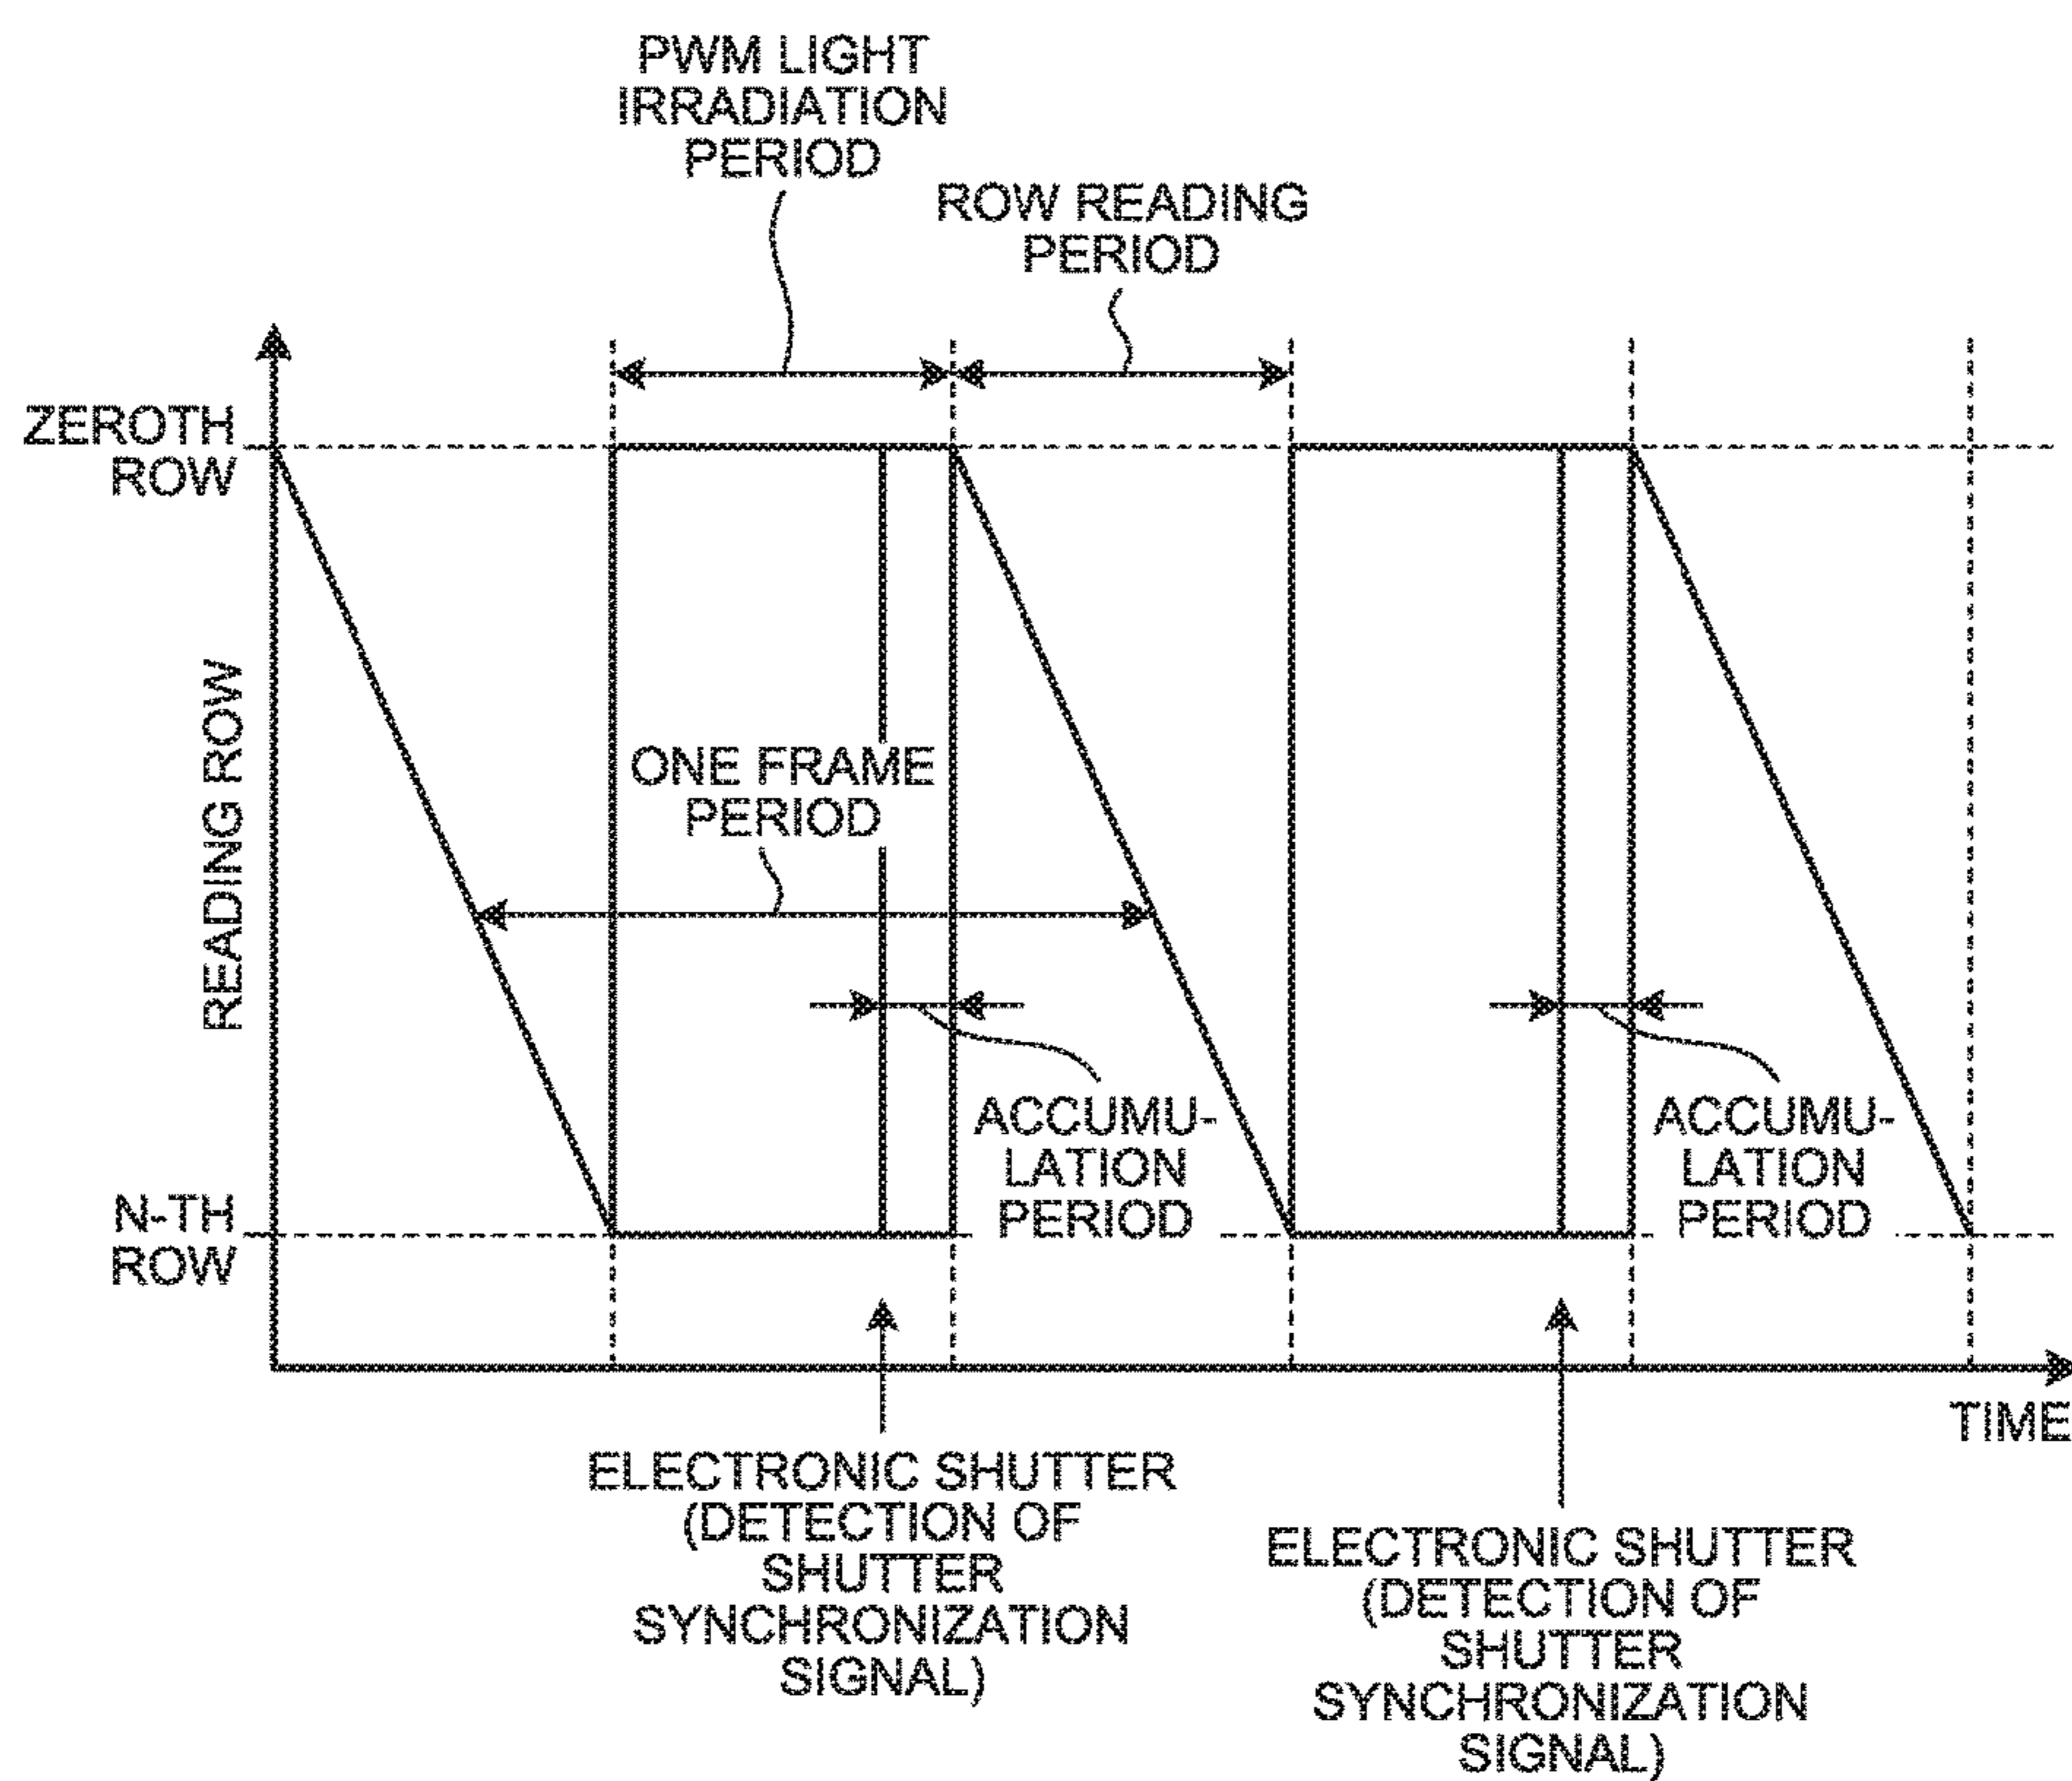 PWM LIGHT
IRRADIATION
PERIOD
ROW READING
PERIOD
ZEROTH
ROW
READING ROW
ONE FRAME
PERIOD
ACCUMU-
LATION
PERIOD
ACCUMU-
LATION
PERIOD
N-TH
ROW
TIME
ELECTRONIC SHUTTER
(DETECTION OF
SHUTTER
SYNCHRONIZATION
SIGNAL)
ELECTRONIC SHUTTER
(DETECTION OF
SHUTTER
SYNCHRONIZATION
SIGNAL)